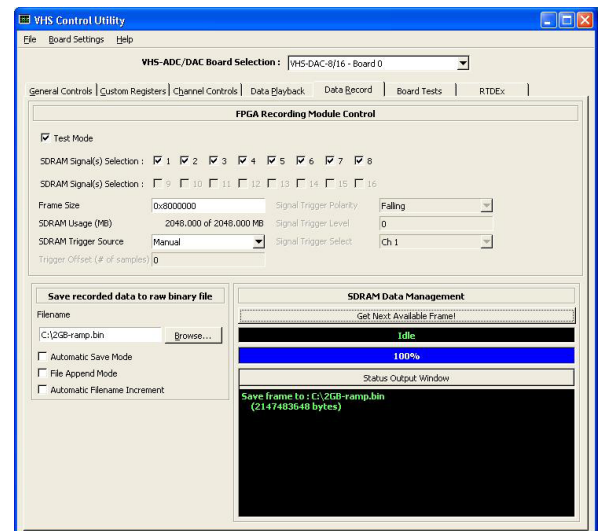 VHS Control Utility
File Board Settings Help
VHS-ADC/DAC Board Selection : VHS-DAC-8/16 - Board 0
General Controls Custom Registers Channel Controls Data Playback Data Record Board Tests RTDEx
FPGA Recording Module Control
Test Mode
SDRAM Signal(s) Selection : 1 2 3 4 5 6 7 8
SDRAM Signal(s) Selection : 9 10 11 12 13 14 15 16
Frame Size 0x8000000 Signal Trigger Polarity Falling
SDRAM Usage (MB) 2048.000 of 2048.000 MB Signal Trigger Level 0
SDRAM Trigger Source Manual Signal Trigger Select Ch 1
Trigger Offset (# of samples) 0
Save recorded data to raw binary file
Filename
C:\2GB-ramp.bin Browse...
Automatic Save Mode
File Append Mode
Automatic Filename Increment
SDRAM Data Management
Get Next Available Frame!
Idle
100%
Status Output Window
Save frame to : C:\2GB-ramp.bin
(2147483648 bytes)